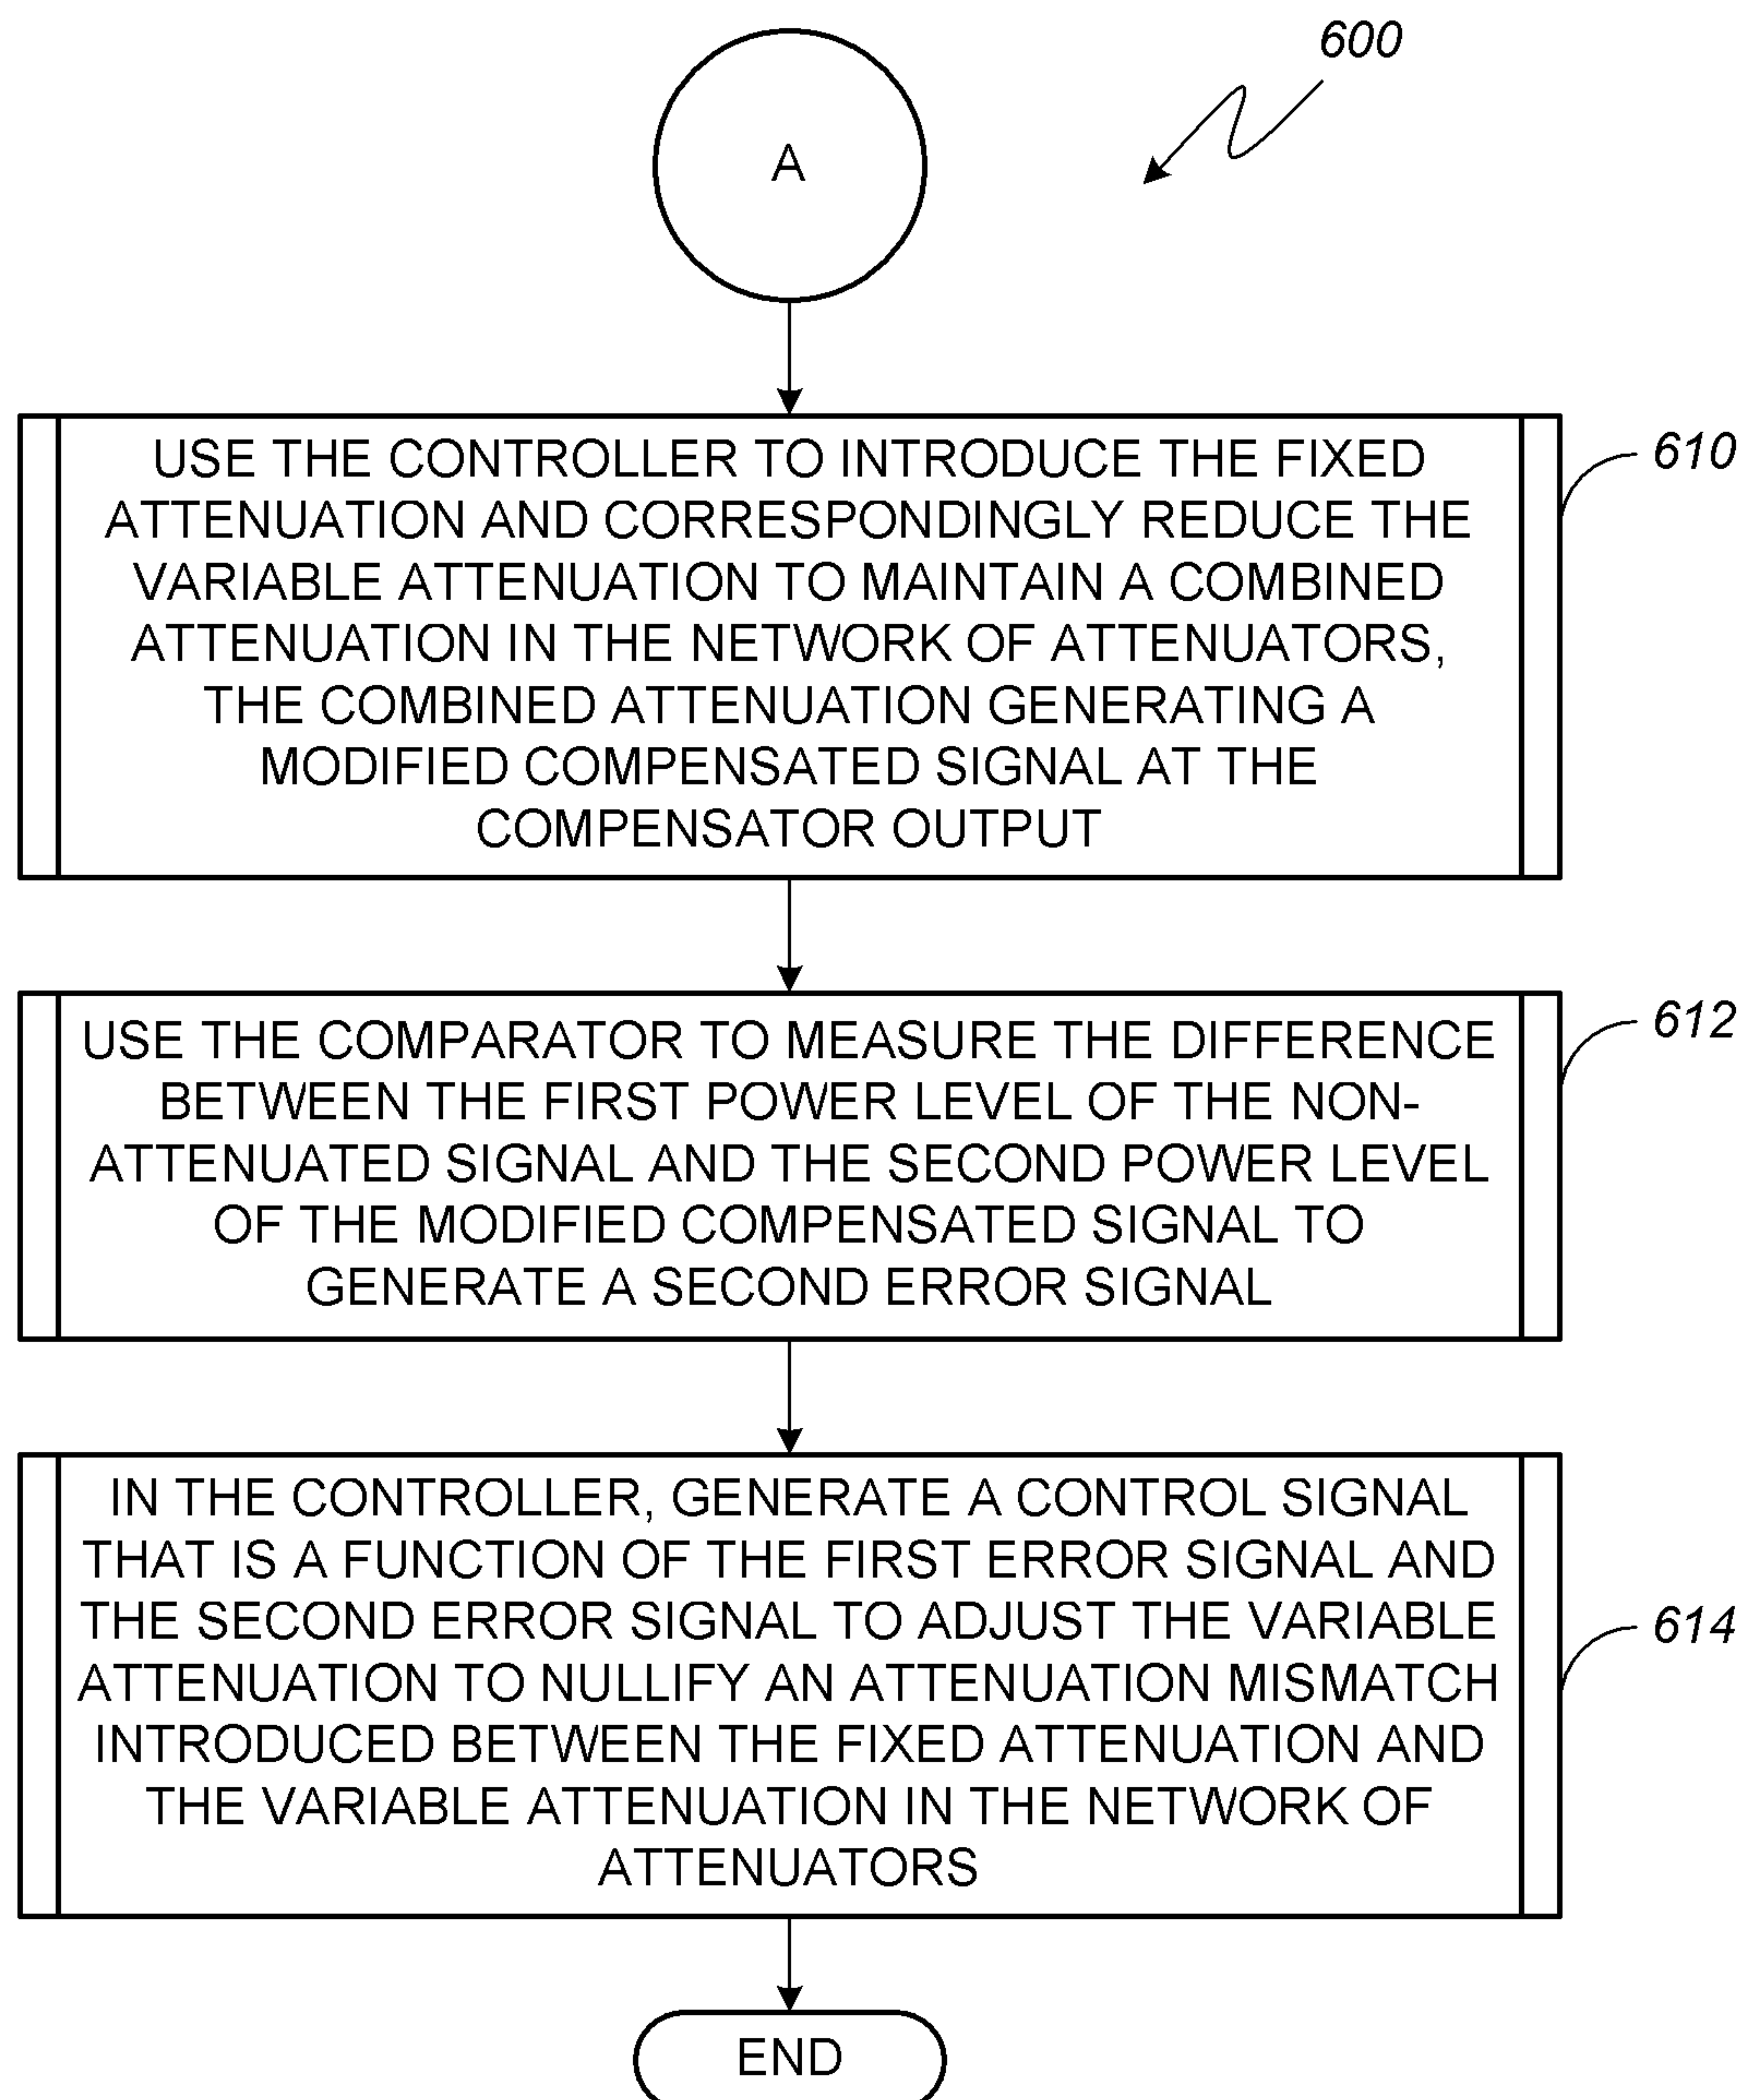 600
A
USE THE CONTROLLER TO INTRODUCE THE FIXED
ATTENUATION AND CORRESPONDINGLY REDUCE THE
VARIABLE ATTENUATION TO MAINTAIN A COMBINED
ATTENUATION IN THE NETWORK OF ATTENUATORS,
THE COMBINED ATTENUATION GENERATING A
MODIFIED COMPENSATED SIGNAL AT THE
COMPENSATOR OUTPUT
610
USE THE COMPARATOR TO MEASURE THE DIFFERENCE
BETWEEN THE FIRST POWER LEVEL OF THE NON-
ATTENUATED SIGNAL AND THE SECOND POWER LEVEL
OF THE MODIFIED COMPENSATED SIGNAL TO
GENERATE A SECOND ERROR SIGNAL
612
IN THE CONTROLLER, GENERATE A CONTROL SIGNAL
THAT IS A FUNCTION OF THE FIRST ERROR SIGNAL AND
THE SECOND ERROR SIGNAL TO ADJUST THE VARIABLE
ATTENUATION TO NULLIFY AN ATTENUATION MISMATCH
INTRODUCED BETWEEN THE FIXED ATTENUATION AND
THE VARIABLE ATTENUATION IN THE NETWORK OF
ATTENUATORS
614
END